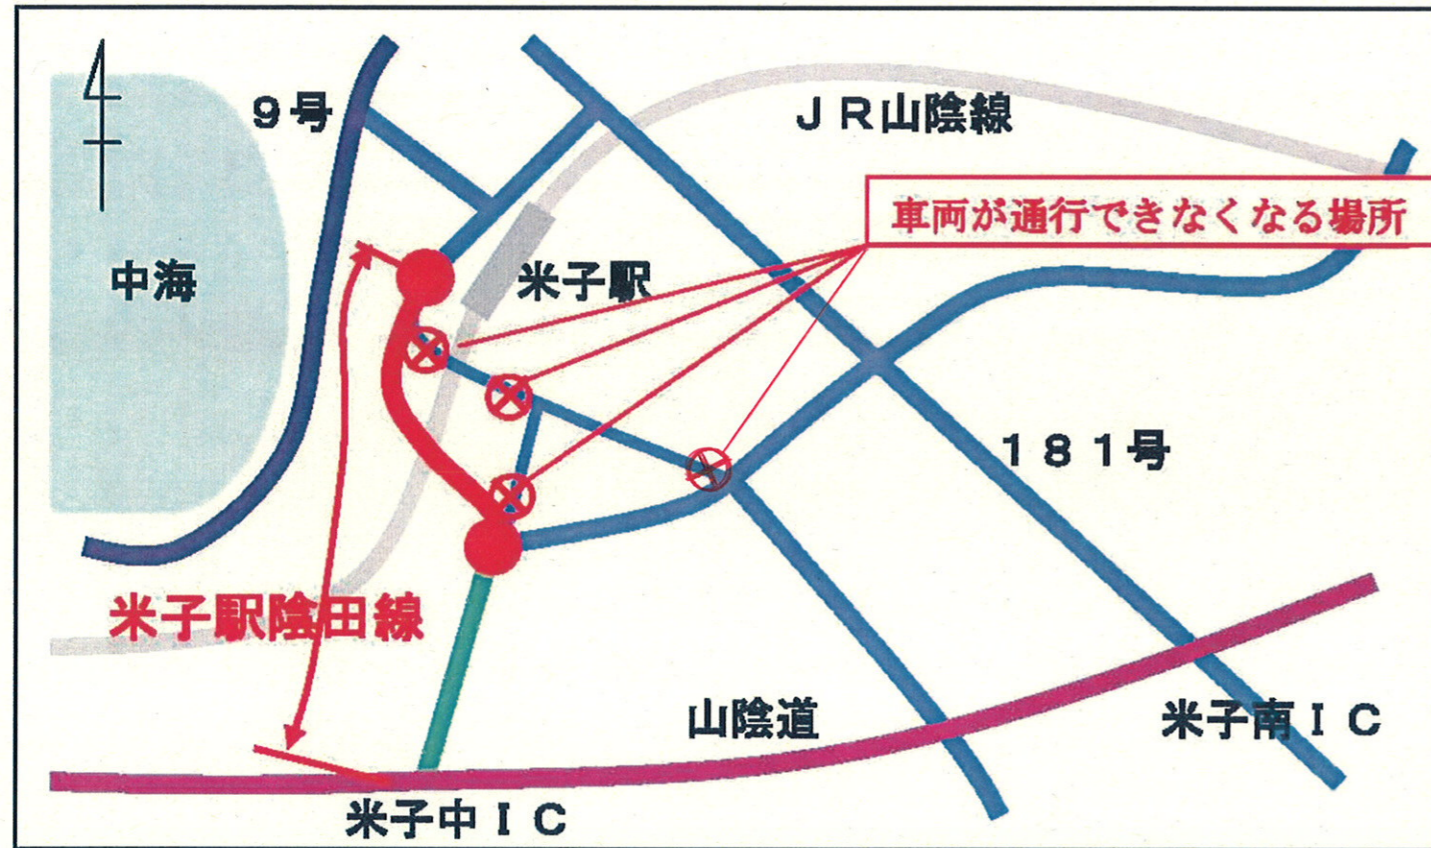 9号
JR山陰線
車両が通行できなくなる場所
中海
米子駅
181号
米子駅陰田線
山陰道
米子南IC
米子中IC